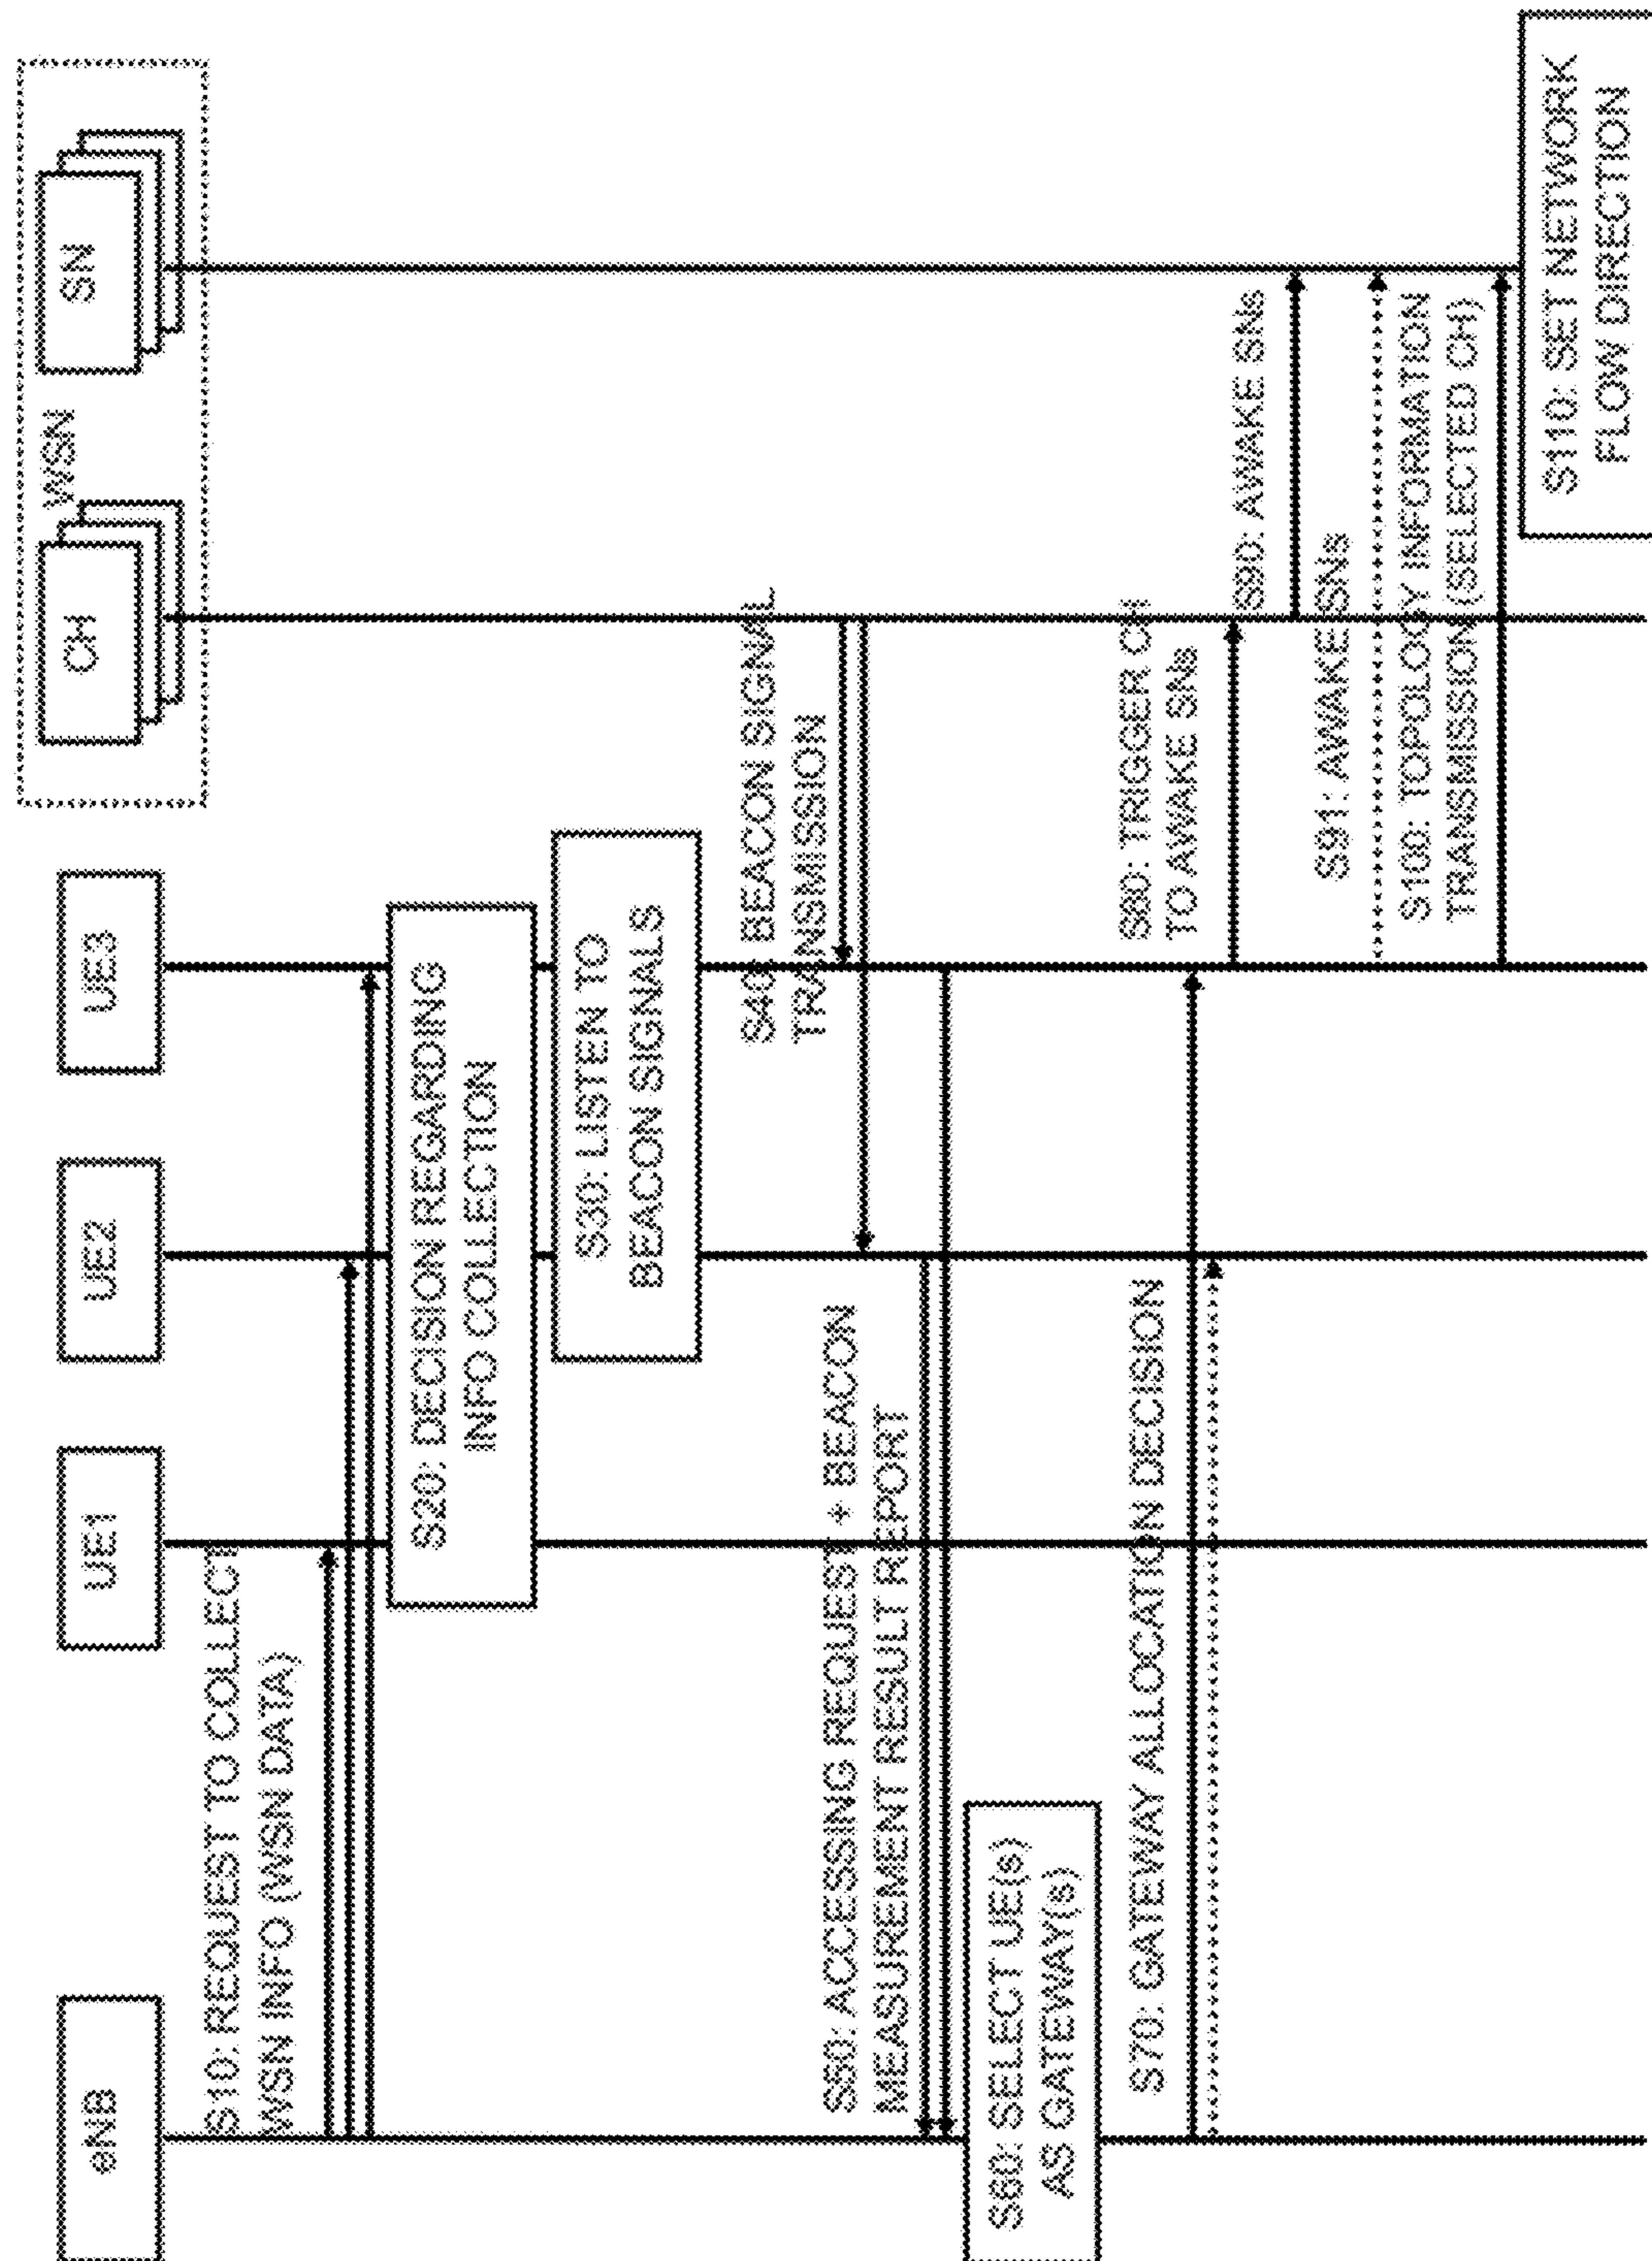 eNB
UE1
UE2
UE3
CH
WSN
SN
S10: REQUEST TO COLLECT
WSN INFO (WSN DATA)
S20: DECISION REGARDING
INFO COLLECTION
S30: LISTEN TO
BEACON SIGNALS
S40: BEACON SIGNAL
TRANSMISSION
S50: ACCESSING REQUEST + BEACON
MEASUREMENT RESULT REPORT
S60: SELECT UE(s)
AS GATEWAY(s)
S70: GATEWAY ALLOCATION DECISION
S80: TRIGGER CH
TO AWAKE SNs
S90: AWAKE SNs
S91: AWAKE SNs
S100: TOPOLOGY INFORMATION
TRANSMISSION (SELECTED CH)
S110: SET NETWORK
FLOW DIRECTION